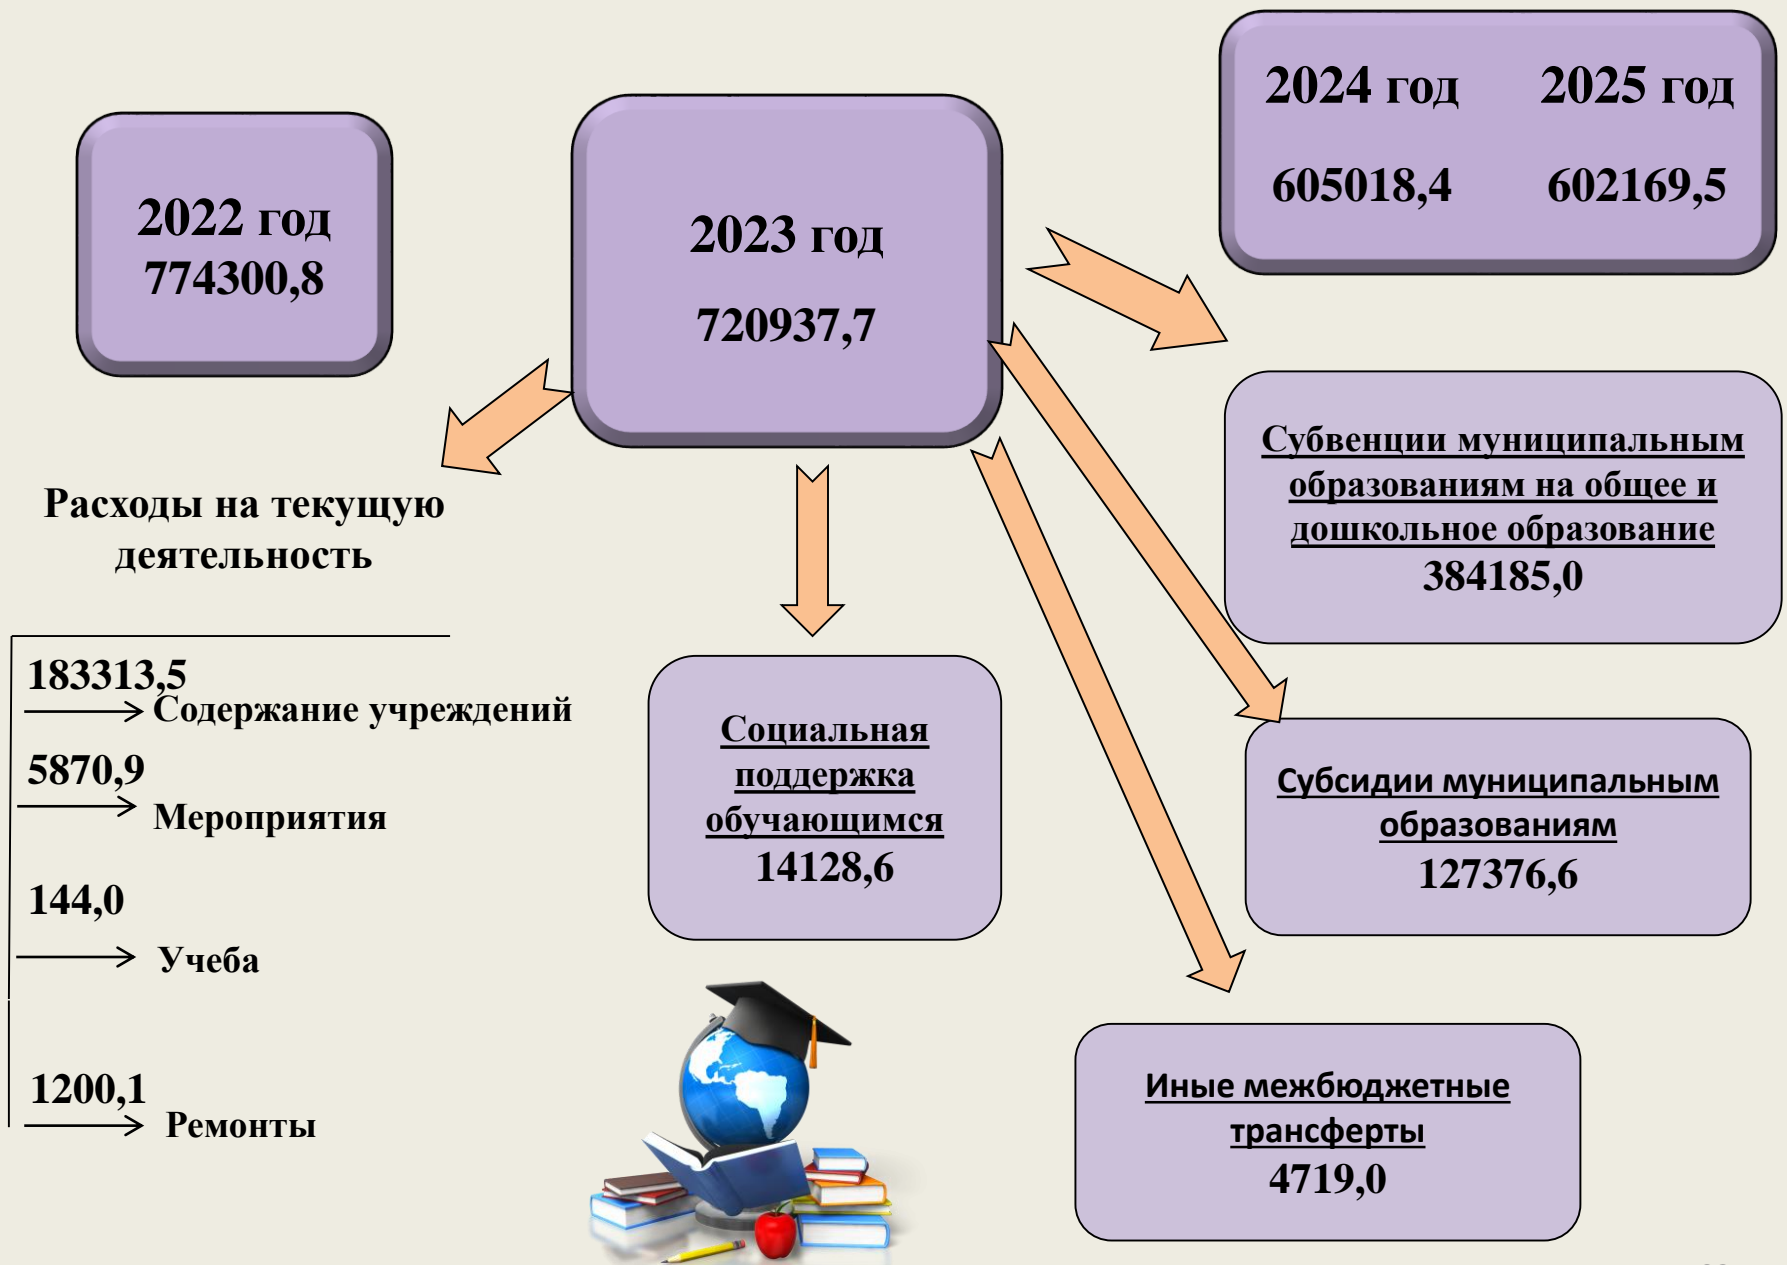 2022 год
774300,8
2023 год
720937,7
2024 год 2025 год
605018,4 602169,5
Расходы на текущую
деятельность
183313,5
Содержание учреждений
5870,9
Мероприятия
144,0
Учеба
1200,1
Ремонты
Социальная
поддержка
обучающимся
14128,6
Субвенции муниципальным
образованиям на общее и
дошкольное образование
384185,0
Субсидии муниципальным
образованиям
127376,6
Иные межбюджетные
трансферты
4719,0